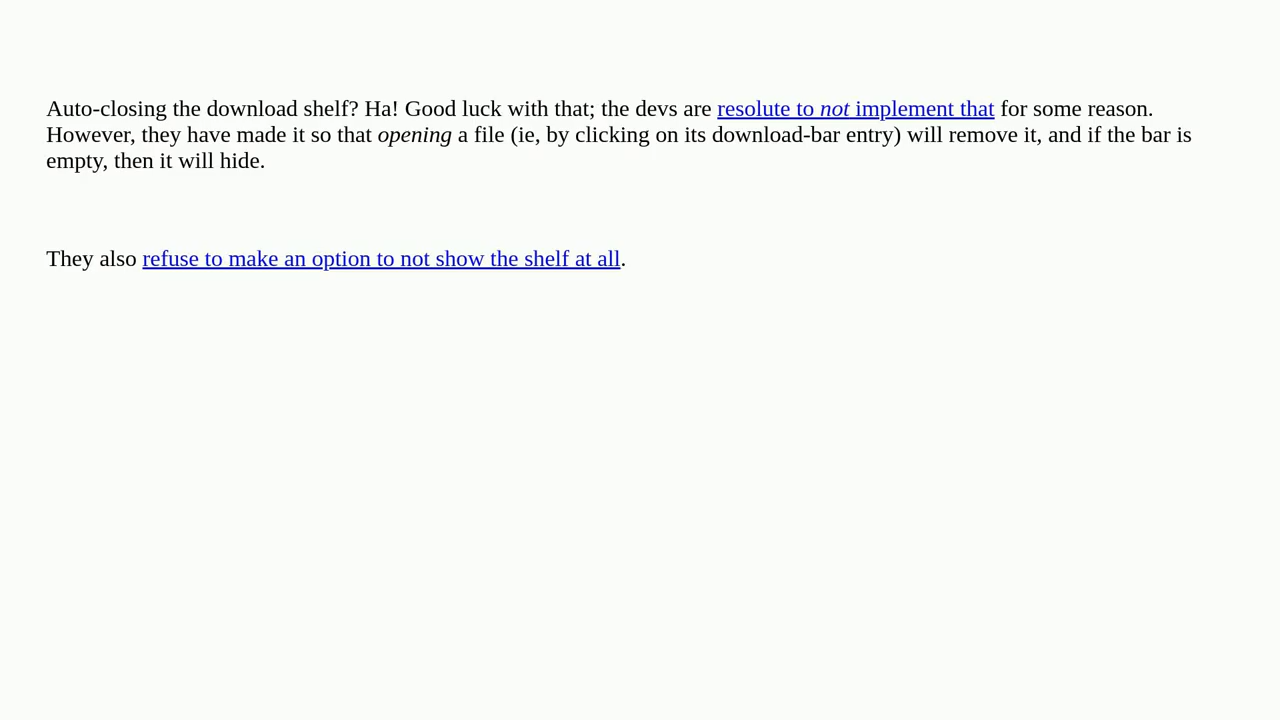 Auto-closing the download shelf? Ha! Good luck with that; the devs are resolute to not implement that for some reason.
However, they have made it so that opening a file (ie, by clicking on its download-bar entry) will remove it, and if the bar is
empty, then it will hide.
They also refuse to make an option to not show the shelf at all.